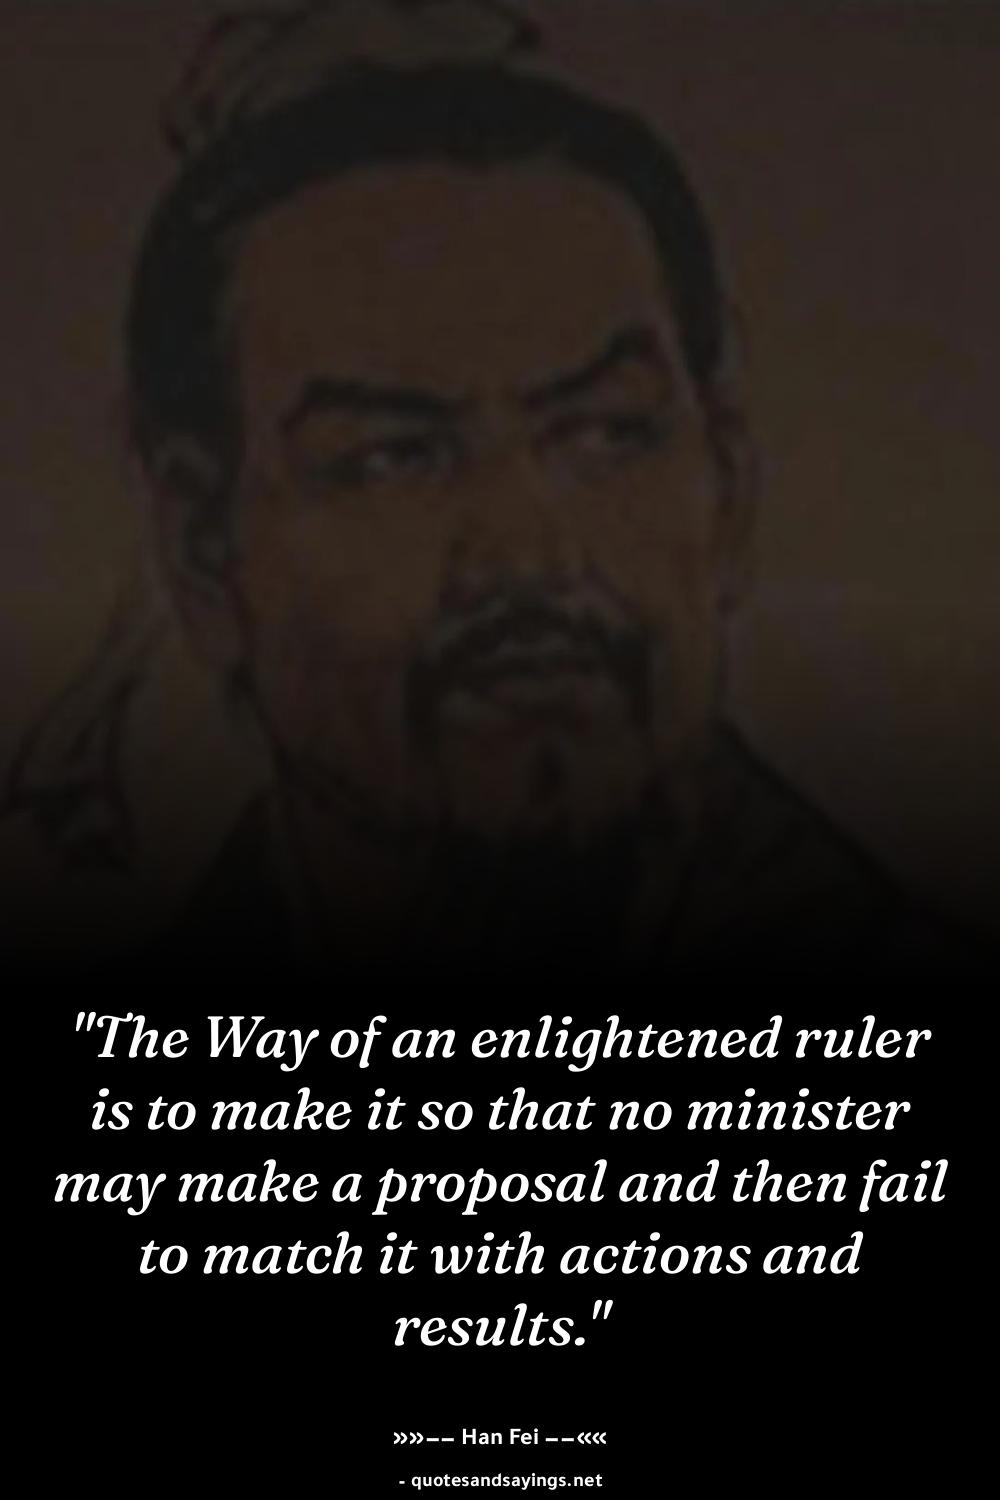 "The Way of an enlightened ruler
is to make it so that no minister
may make a proposal and then fail
to match it with actions and
results."
»»–– Han Fei ––««
- quotesandsayings.net